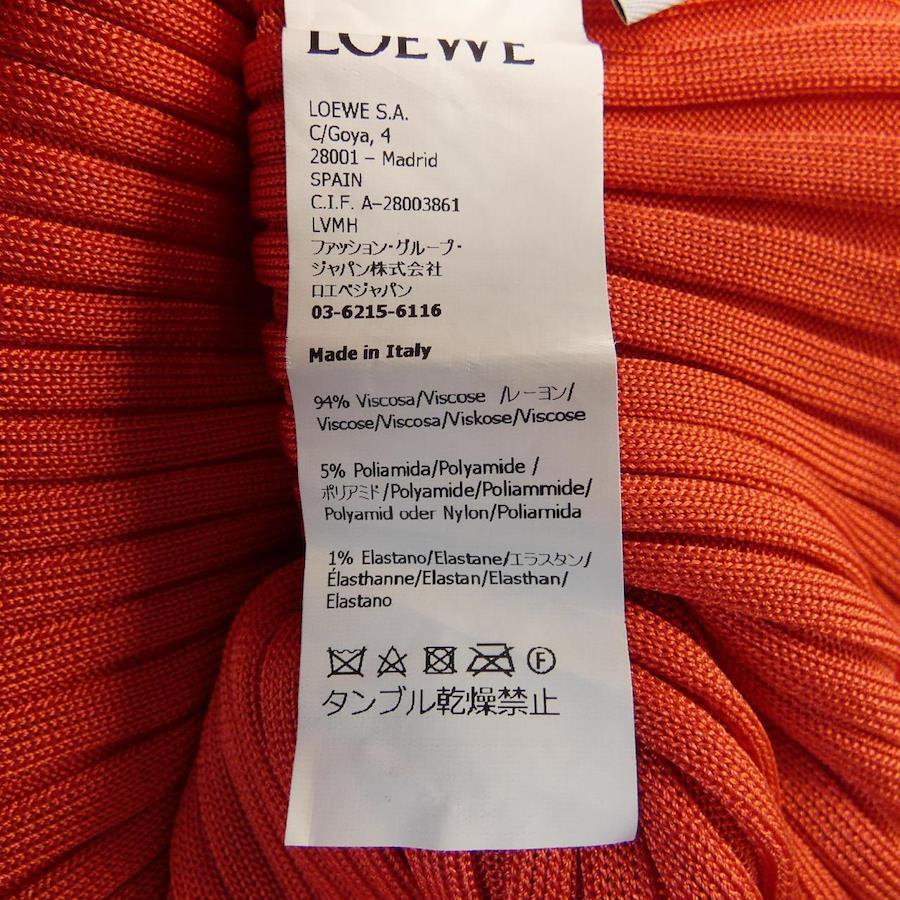 LOEWE
LOEWE S.A.
C/Goya, 4
28001 – Madrid
SPAIN
C.I.F. A–28003861
LVMH
ファッション・グループ・
ジャパン株式会社
ロエベジャパン
03-6215-6116
Made in Italy
94% Viscosa/Viscose /レーヨン/
Viscose/Viscosa/Viskose/Viscose
5% Poliamida/Polyamide /
ポリアミド/Polyamide/Poliammide/
Polyamid oder Nylon/Poliamida
1% Elastano/Elastane/エラスタン/
Élasthanne/Elastan/Elasthan/
Elastano
F
タンブル乾燥禁止